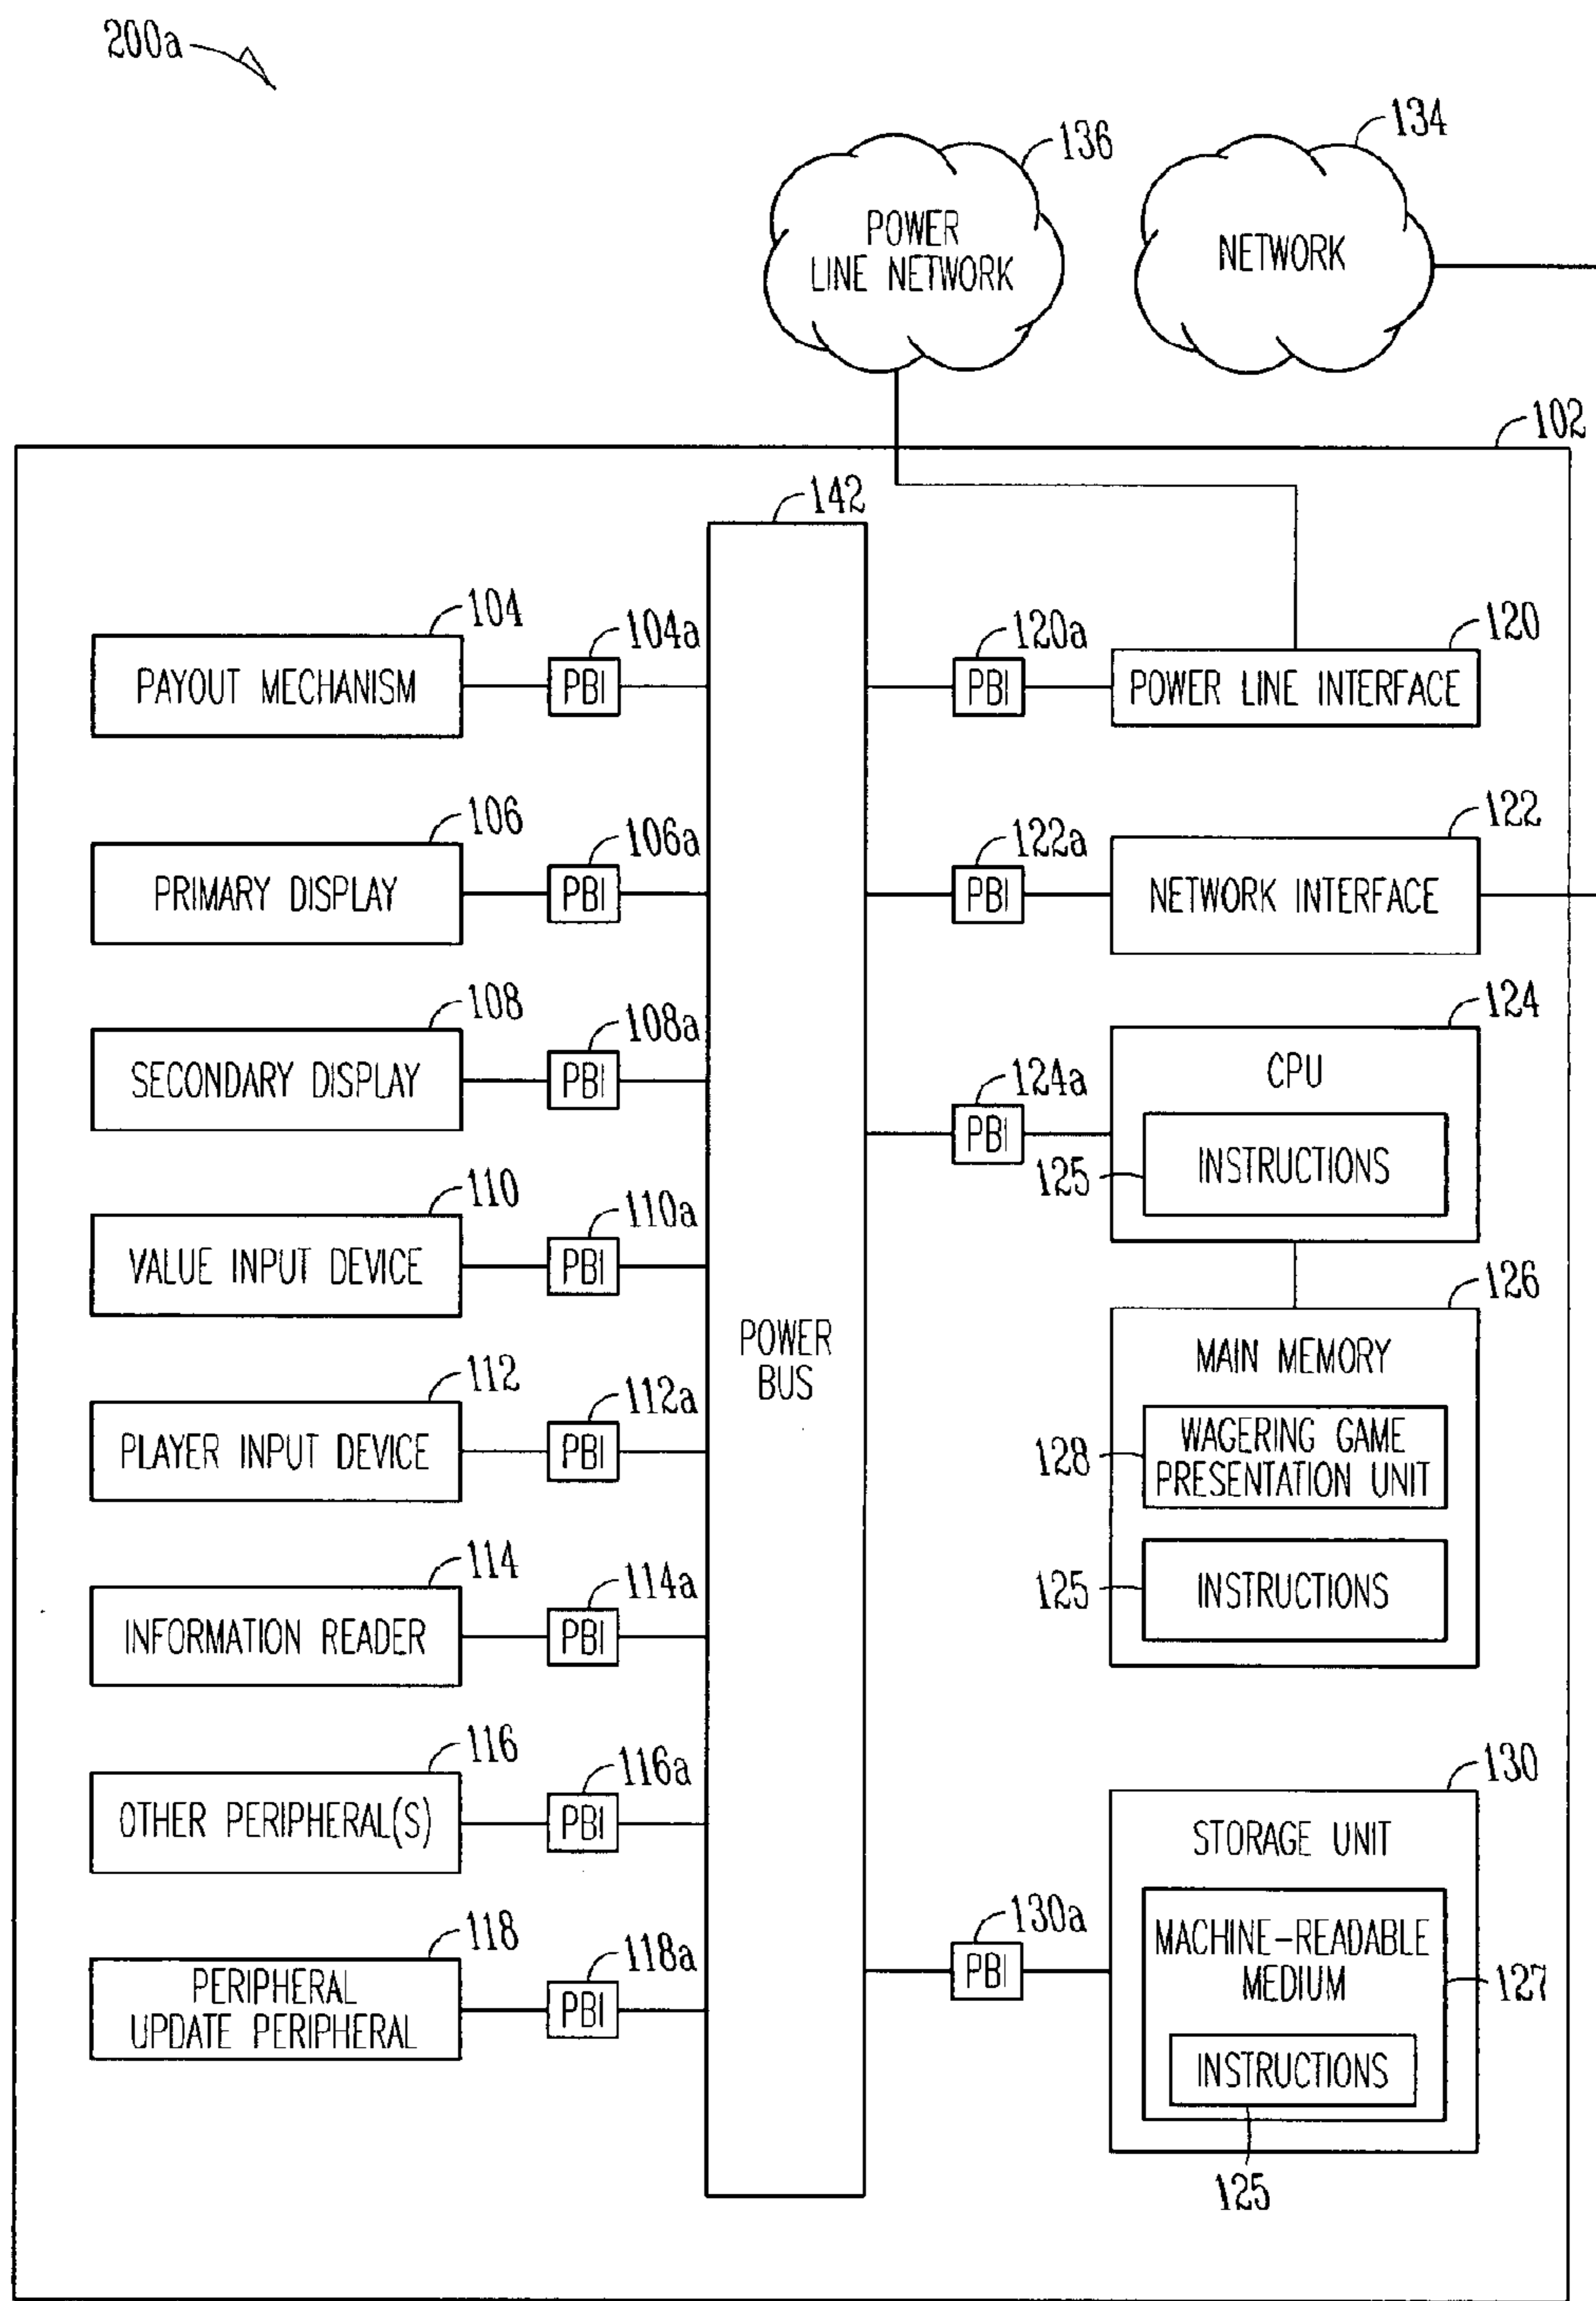 200a
136
134
POWER
LINE NETWORK
NETWORK
102
142
104
104a
120a
120
PAYOUT MECHANISM
PBI
PBI
POWER LINE INTERFACE
106
106a
122a
122
PRIMARY DISPLAY
PBI
PBI
NETWORK INTERFACE
108
108a
124
SECONDARY DISPLAY
PBI
124a
CPU
PBI
125
INSTRUCTIONS
110
110a
VALUE INPUT DEVICE
PBI
126
POWER
BUS
MAIN MEMORY
112
112a
128
WAGERING GAME
PRESENTATION UNIT
PLAYER INPUT DEVICE
PBI
114
114a
125
INSTRUCTIONS
INFORMATION READER
PBI
116
116a
130
OTHER PERIPHERAL(S)
PBI
STORAGE UNIT
118
118a
130a
MACHINE-READABLE
MEDIUM
PBI
127
PERIPHERAL
UPDATE PERIPHERAL
PBI
INSTRUCTIONS
125